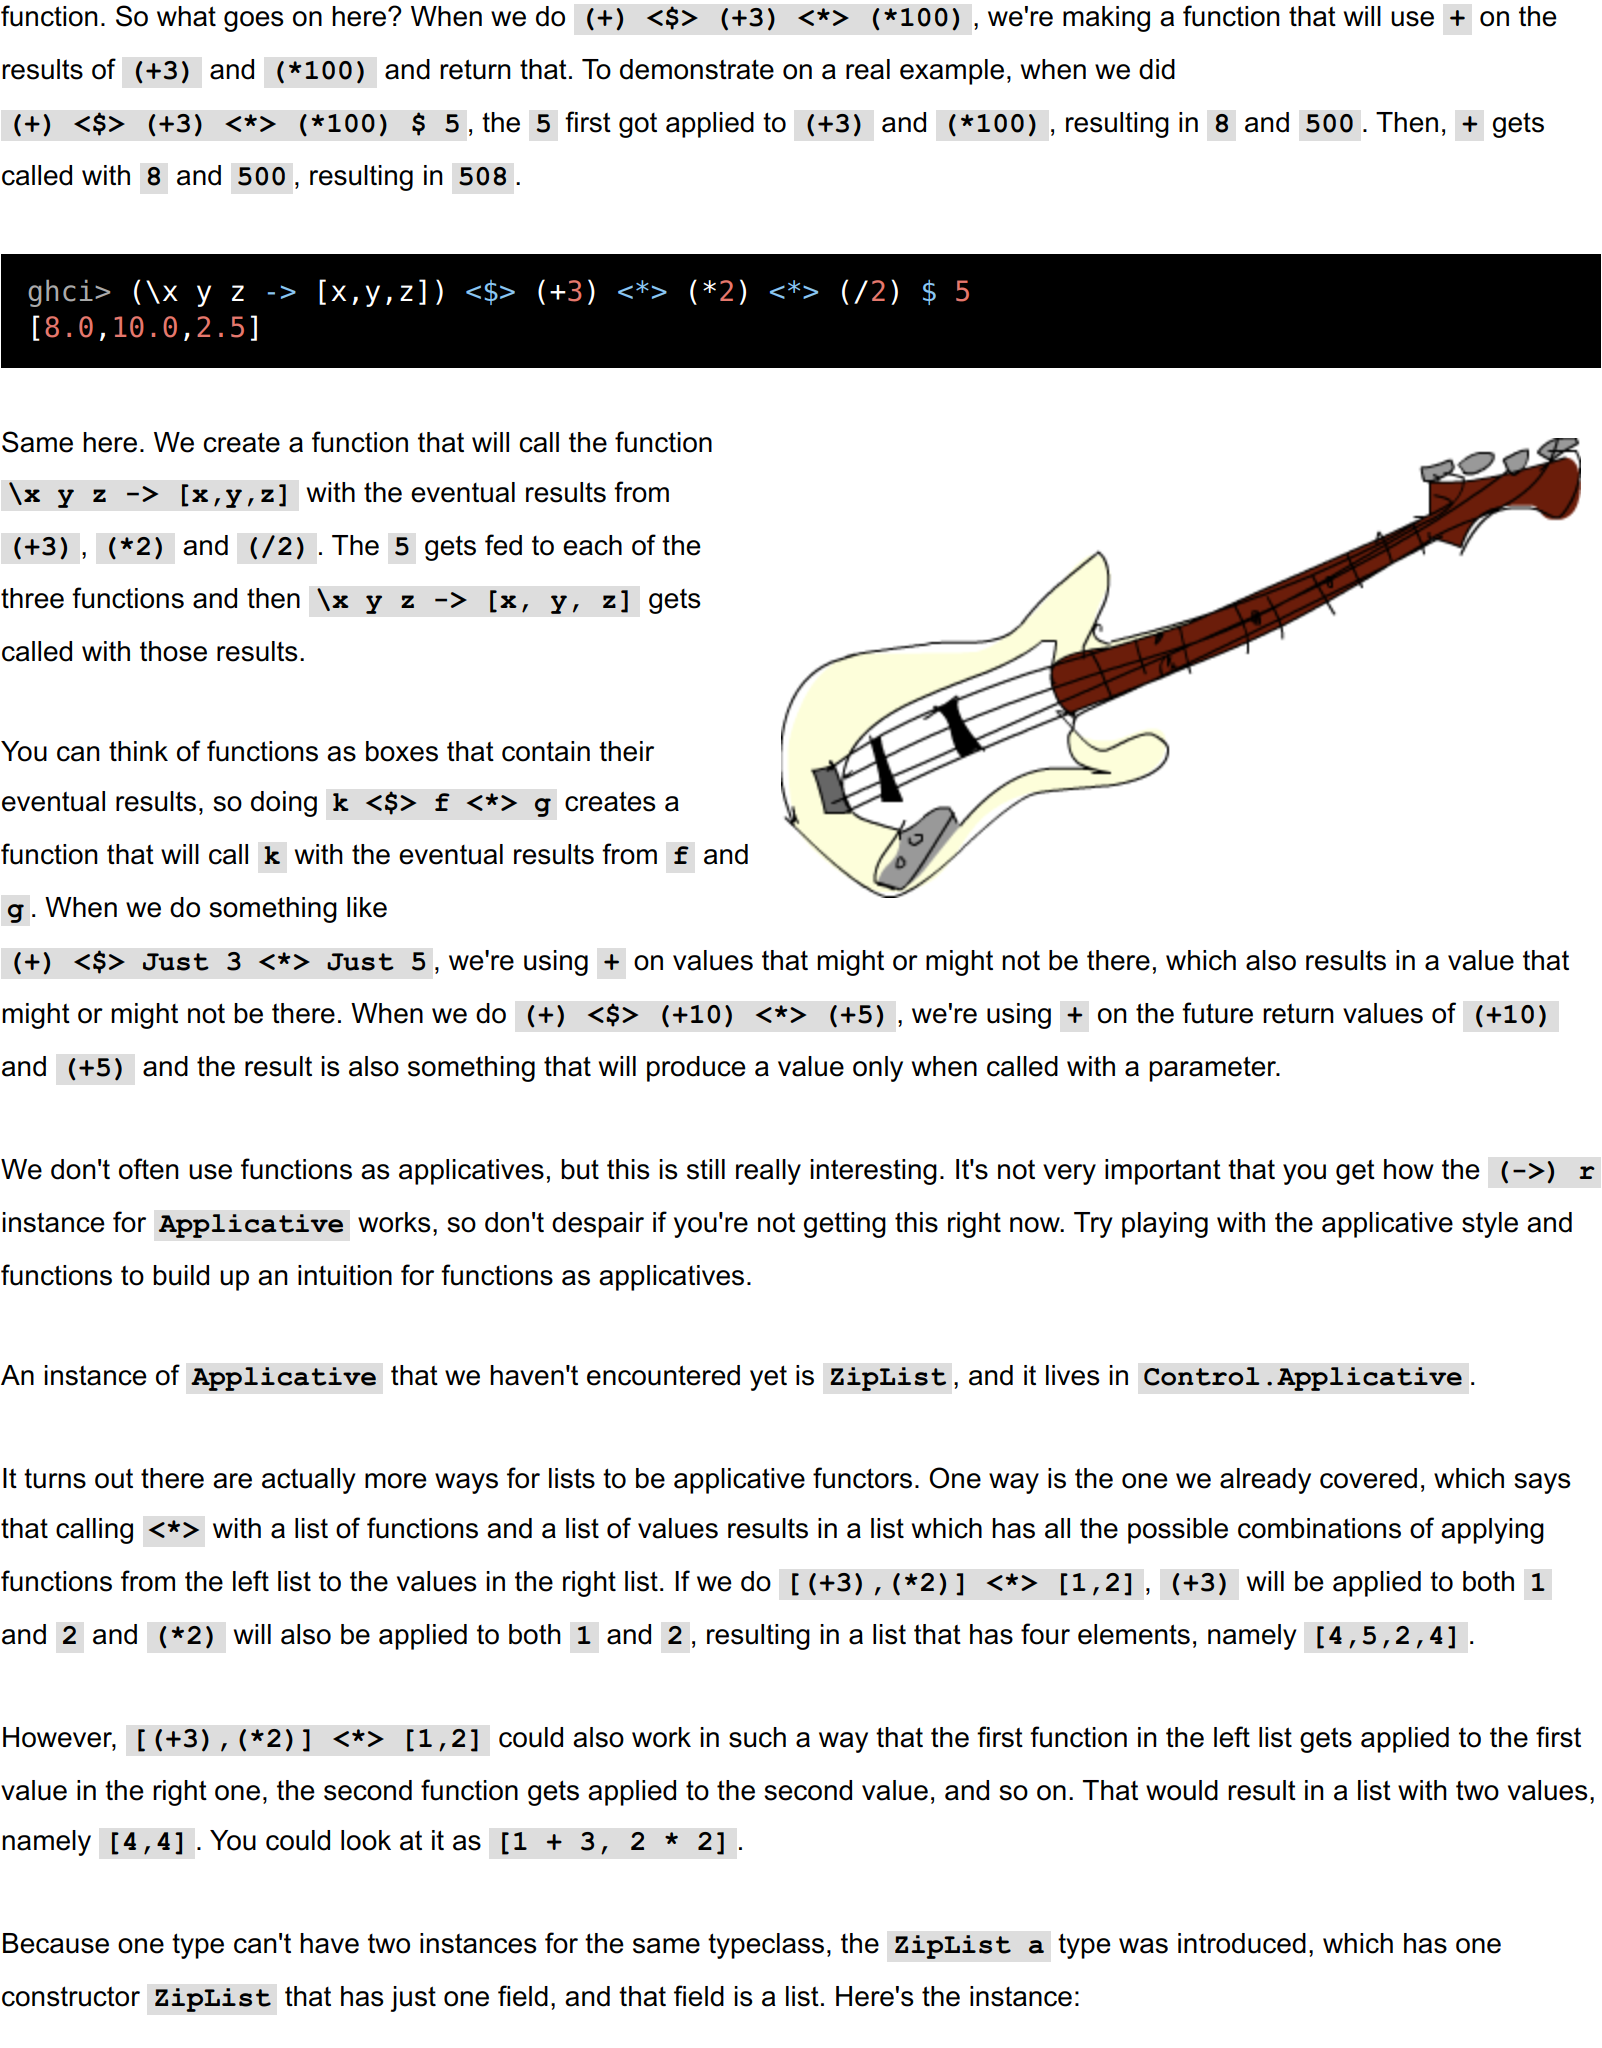 function. So what goes on here? When we do (+) <$> (+3) <*> (*100), we're making a function that will use + on the
results of (+3) and (*100) and return that. To demonstrate on a real example, when we did
(+) <$> (+3) <*> (*100) $ 5, the 5 first got applied to (+3) and (*100), resulting in 8 and 500. Then, + gets
called with 8 and 500, resulting in 508.
ghci> (\x y z -> [x,y,z]) <$> (+3) <*> (*2) <*> (/2) $ 5
[8.0,10.0,2.5]
Same here. We create a function that will call the function
\x y z -> [x,y,z] with the eventual results from
(+3), (*2) and (/2). The 5 gets fed to each of the
three functions and then \x y z -> [x, y, z] gets
called with those results.
You can think of functions as boxes that contain their
eventual results, so doing k <$> f <*> g creates a
function that will call k with the eventual results from f and
g. When we do something like
(+) <$> Just 3 <*> Just 5, we're using + on values that might or might not be there, which also results in a value that
might or might not be there. When we do (+) <$> (+10) <*> (+5), we're using + on the future return values of (+10)
and (+5) and the result is also something that will produce a value only when called with a parameter.
We don't often use functions as applicatives, but this is still really interesting. It's not very important that you get how the (->) r
instance for Applicative works, so don't despair if you're not getting this right now. Try playing with the applicative style and
functions to build up an intuition for functions as applicatives.
An instance of Applicative that we haven't encountered yet is ZipList, and it lives in Control.Applicative.
It turns out there are actually more ways for lists to be applicative functors. One way is the one we already covered, which says
that calling <*> with a list of functions and a list of values results in a list which has all the possible combinations of applying
functions from the left list to the values in the right list. If we do [(+3),(*2)] <*> [1,2], (+3) will be applied to both 1
and 2 and (*2) will also be applied to both 1 and 2, resulting in a list that has four elements, namely [4,5,2,4].
However, [(+3),(*2)] <*> [1,2] could also work in such a way that the first function in the left list gets applied to the first
value in the right one, the second function gets applied to the second value, and so on. That would result in a list with two values,
namely [4,4]. You could look at it as [1 + 3, 2 * 2].
Because one type can't have two instances for the same typeclass, the ZipList a type was introduced, which has one
constructor ZipList that has just one field, and that field is a list. Here's the instance: